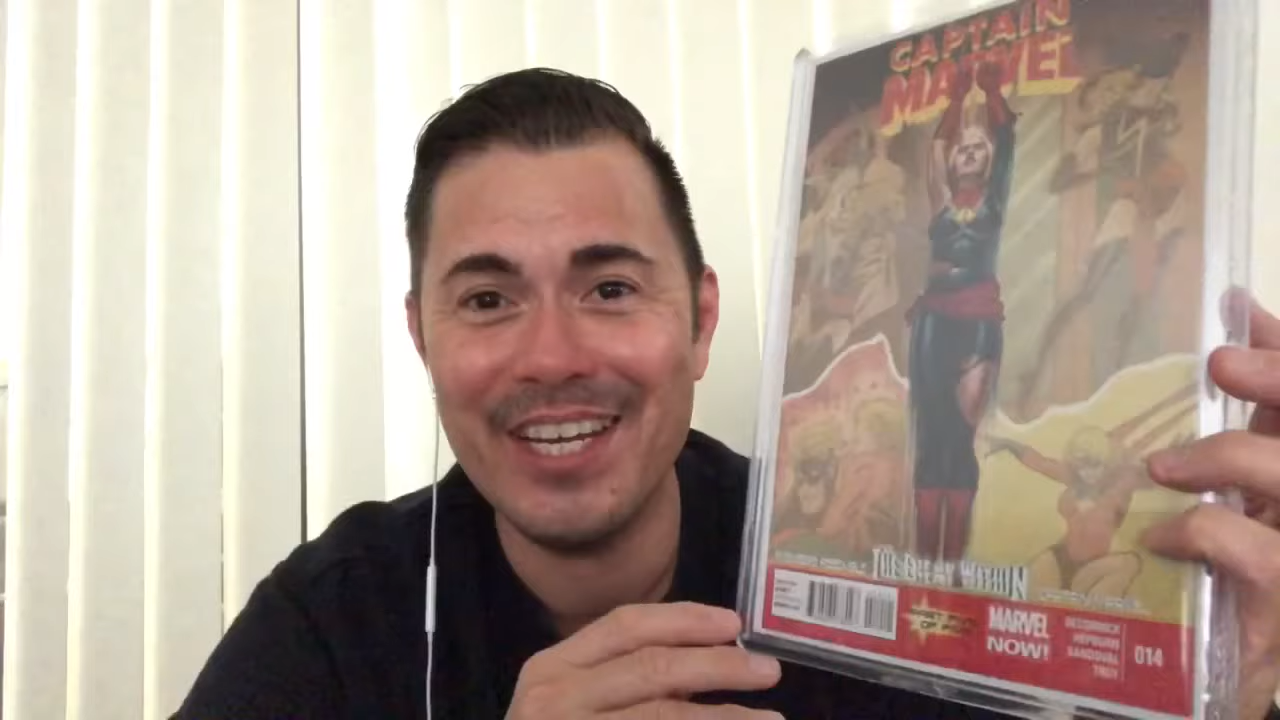 CAPTAIN
MARVEL
THE ENEMY WITHIN
MARVEL
NOW!
DECONNICK
HEPBURN
SANDOVAL
TROY
014